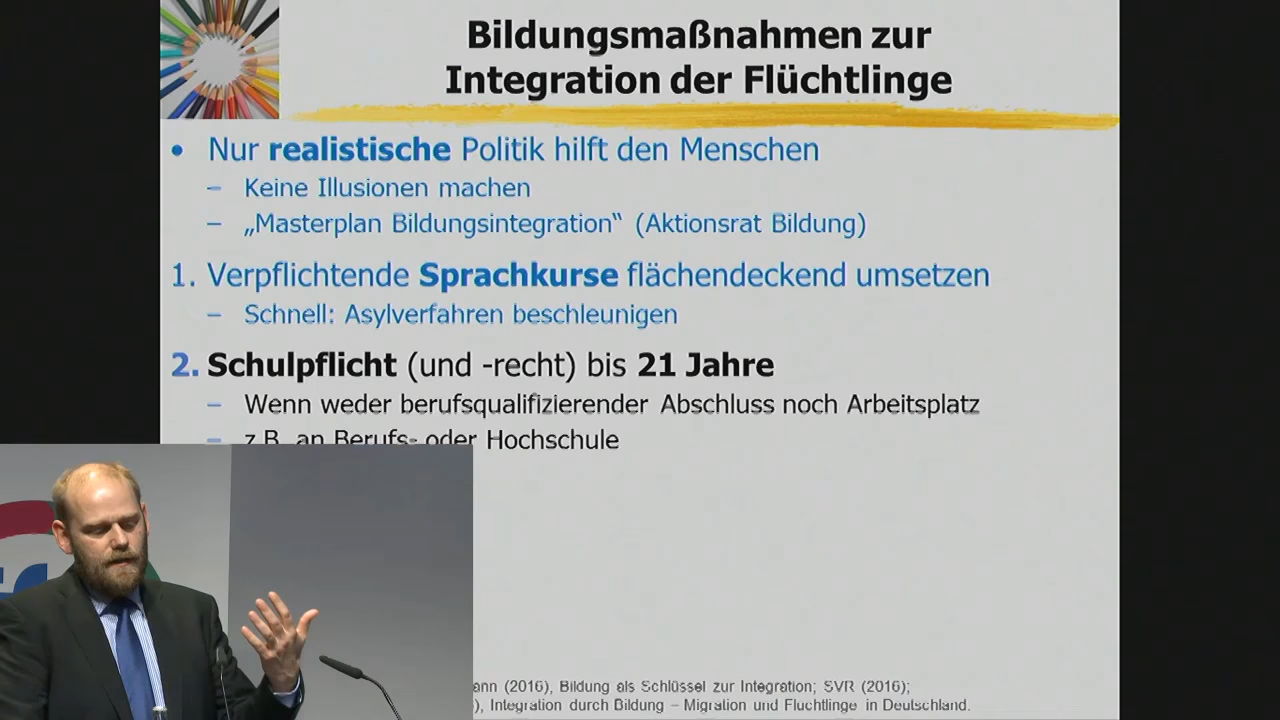 Bildungsmaßnahmen zur
Integration der Flüchtlinge
• Nur realistische Politik hilft den Menschen
– Keine Illusionen machen
– „Masterplan Bildungsintegration“ (Aktionsrat Bildung)
1. Verpflichtende Sprachkurse flächendeckend umsetzen
– Schnell: Asylverfahren beschleunigen
2. Schulpflicht (und -recht) bis 21 Jahre
– Wenn weder berufsqualifizierender Abschluss noch Arbeitsplatz
– z.B. an Berufs- oder Hochschule
(2016), Bildung als Schlüssel zur Integration; SVR (2016);
), Integration durch Bildung – Migration und Flüchtlinge in Deutschland.